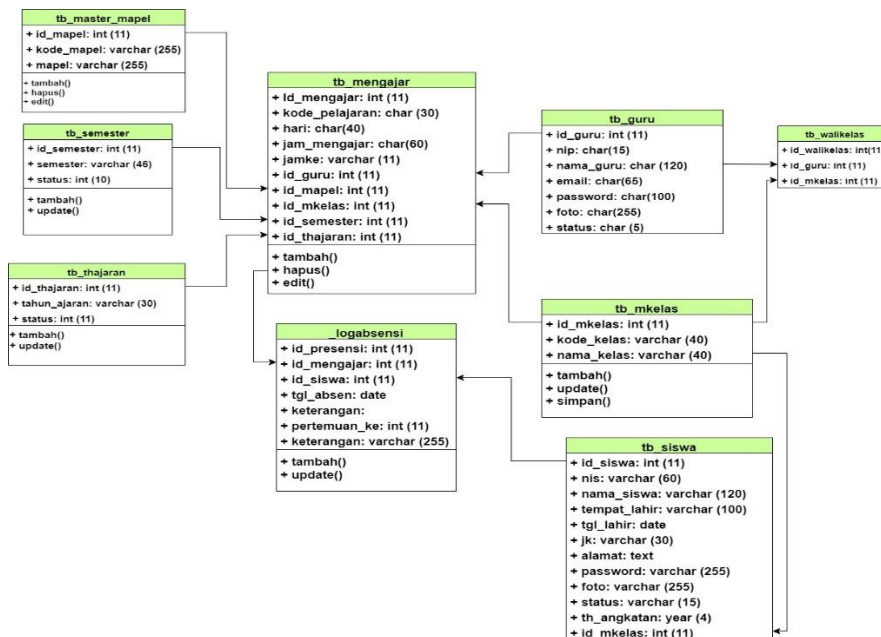 tb_master_mapel
+ id_mapel: int (11)
+ kode_mapel: varchar (255)
+ mapel: varchar (255)
+ tambah()
+ hapus()
+ edit()
tb_semester
+ id_semester: int (11)
+ semester: varchar (46)
+ status: int (10)
+ tambah()
+ update()
tb_thajaran
+ id_thajaran: int (11)
+ tahun_ajaran: varchar (30)
+ status: int (11)
+ tambah()
+ update()
tb_mengajar
+ Id_mengajar: int (11)
+ kode_pelajaran: char (30)
+ hari: char(40)
+ jam_mengajar: char(60)
+ jamke: varchar (11)
+ id_guru: int (11)
+ id_mapel: int (11)
+ id_mkelas: int (11)
+ id_semester: int (11)
+ id_thajaran: int (11)
+ tambah()
+ hapus()
+ edit()
_logabsensi
+ id_presensi: int (11)
+ id_mengajar: int (11)
+ id_siswa: int (11)
+ tgl_absen: date
+ keterangan:
+ pertemuan_ke: int (11)
+ keterangan: varchar (255)
+ tambah()
+ update()
tb_guru
+ id_guru: int (11)
+ nip: char(15)
+ nama_guru: char (120)
+ email: char(65)
+ password: char(100)
+ foto: char(255)
+ status: char (5)
tb_walikelas
+ id_walikelas: int(11)
+ id_guru: int (11)
+ id_mkelas: int (11)
tb_mkelas
+ id_mkelas: int (11)
+ kode_kelas: varchar (40)
+ nama_kelas: varchar (40)
+ tambah()
+ update()
+ simpan()
tb_siswa
+ id_siswa: int (11)
+ nis: varchar (60)
+ nama_siswa: varchar (120)
+ tempat_lahir: varchar (100)
+ tgl_lahir: date
+ jk: varchar (30)
+ alamat: text
+ password: varchar (255)
+ foto: varchar (255)
+ status: varchar (15)
+ th_angkatan: year (4)
+ id_mkelas: int (11)